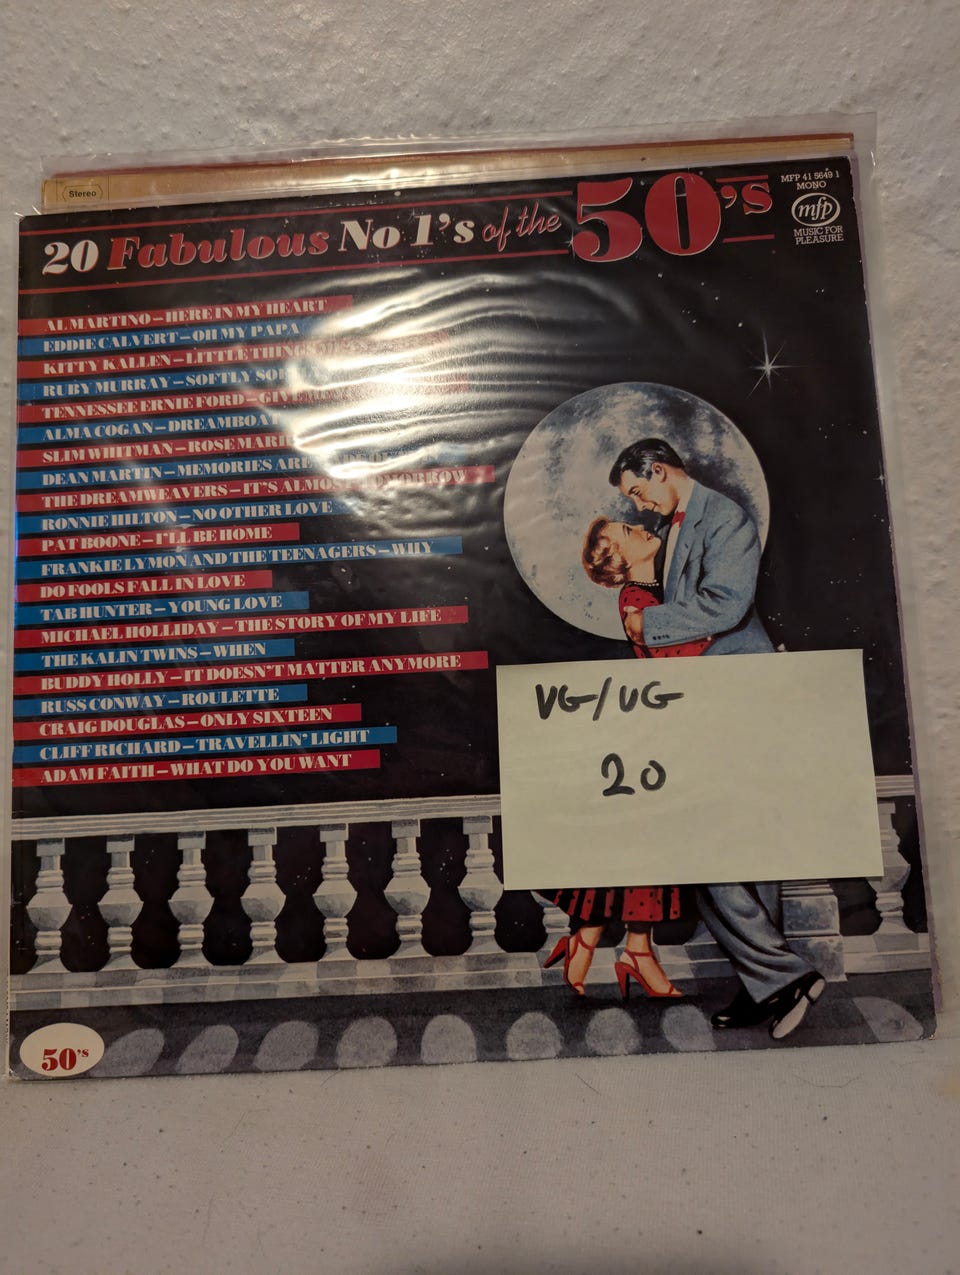 Stereo
MFP 41 5649 1
MONO
mfp
MUSIC FOR
PLEASURE
20 Fabulous No 1's of the 50's
AL MARTINO – HERE IN MY HEART
EDDIE CALVERT – OH MY PAPA
KITTY KALLEN – LITTLE THINGS
RUBY MURRAY – SOFTLY
TENNESSEE ERNIE FORD – GIVE
ALMA COGAN – DREAMBOA
SLIM WHITMAN – ROSE MARIE
DEAN MARTIN – MEMORIES ARE MADE OF
THE DREAMWEAVERS – IT'S ALMOST TOMORROW
RONNIE HILTON – NO OTHER LOVE
PAT BOONE – I'LL BE HOME
FRANKIE LYMON AND THE TEENAGERS – WHY
DO FOOLS FALL IN LOVE
TAB HUNTER – YOUNG LOVE
MICHAEL HOLLIDAY – THE STORY OF MY LIFE
THE KALIN TWINS – WHEN
BUDDY HOLLY – IT DOESN'T MATTER ANYMORE
RUSS CONWAY – ROULETTE
CRAIG DOUGLAS – ONLY SIXTEEN
CLIFF RICHARD – TRAVELLIN' LIGHT
ADAM FAITH – WHAT DO YOU WANT
VG/VG
20
50's